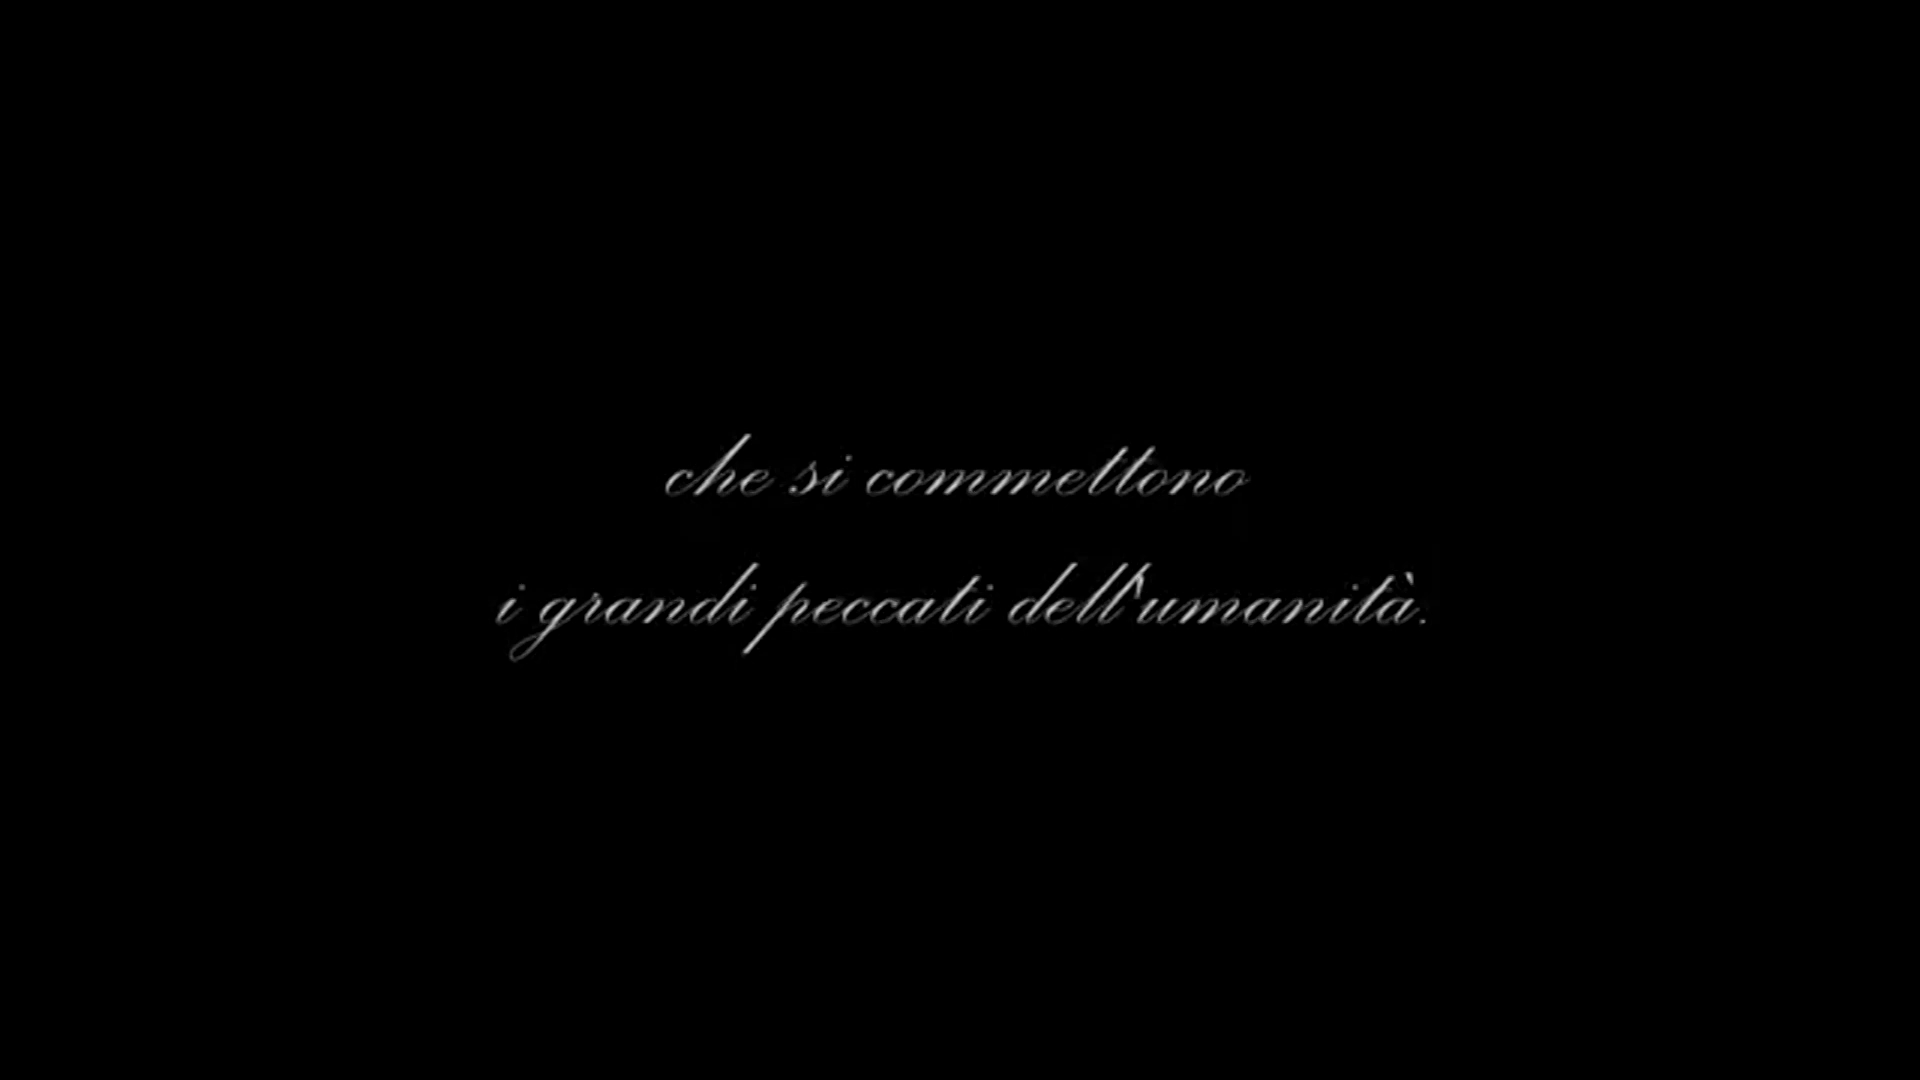 che si commettono
i grandi peccati dell'umanità.